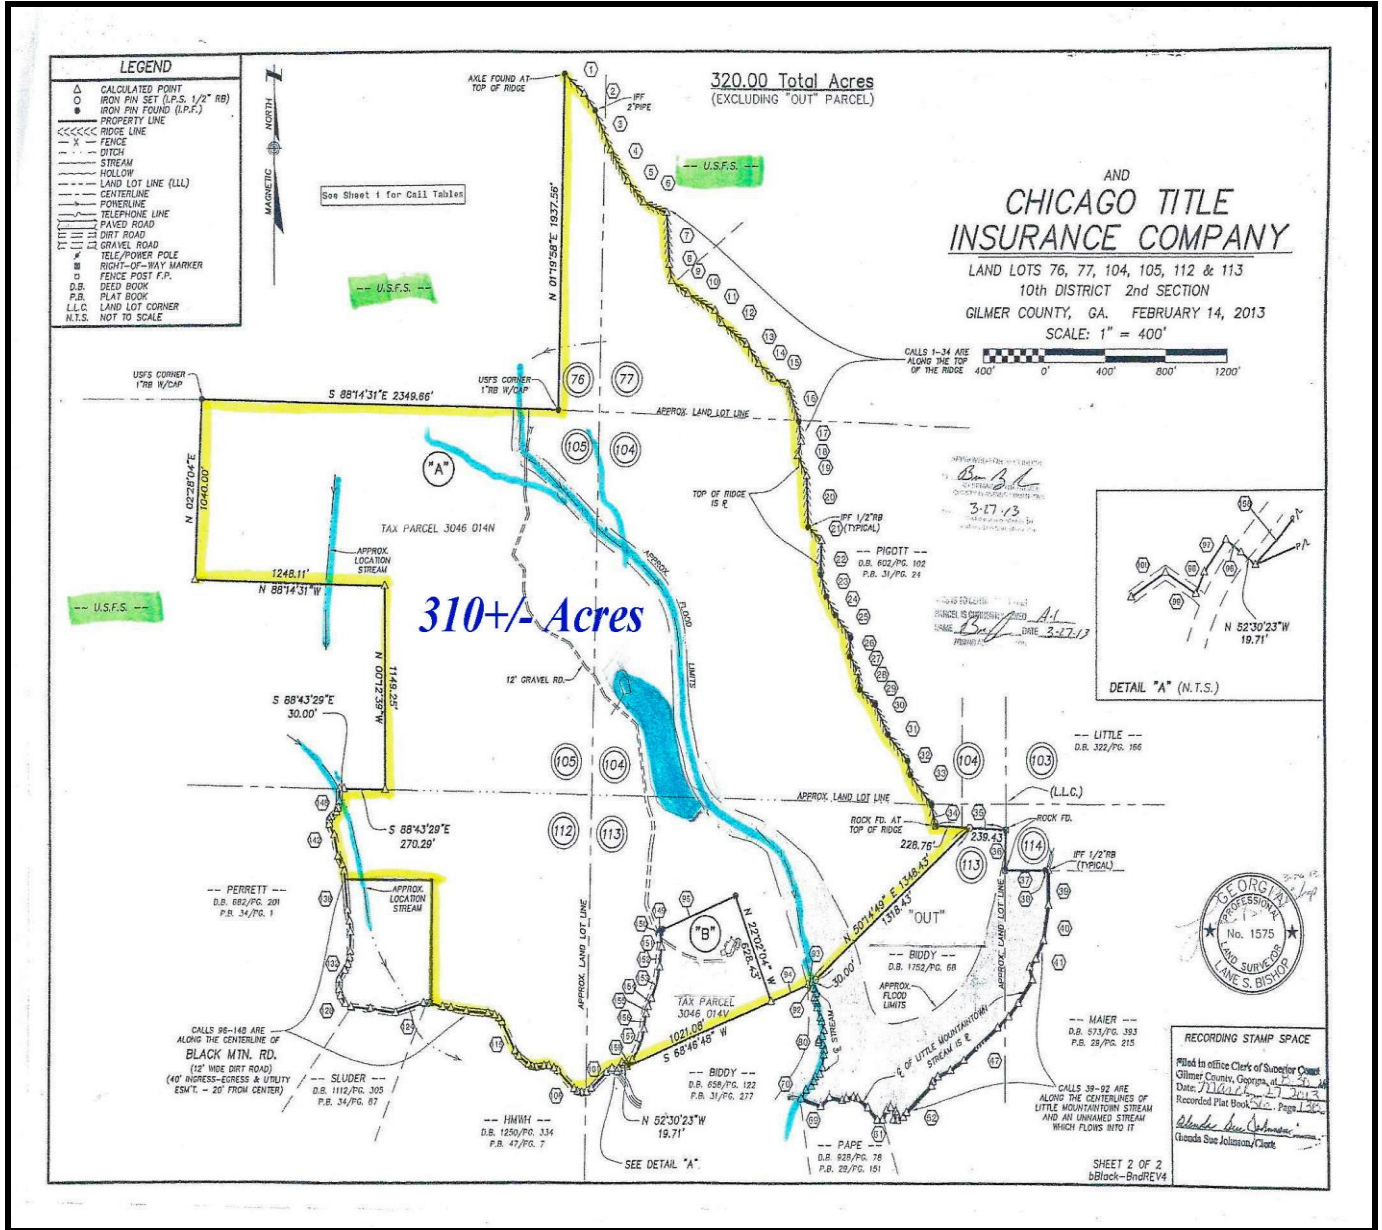 LEGEND
CALCULATED POINT
IRON PIN SET (I.P.S. 1/2" RB)
IRON PIN FOUND (I.P.F.)
PROPERTY LINE
RIDGE LINE
FENCE
DITCH
STREAM
HOLLOW
LAND LOT LINE (LLL)
CENTERLINE
POWERLINE
TELEPHONE LINE
PAVED ROAD
DIRT ROAD
GRAVEL ROAD
TELE/POWER POLE
RIGHT-OF-WAY MARKER
FENCE POST F.P.
D.B. DEED BOOK
P.B. PLAT BOOK
L.L.C. LAND LOT CORNER
N.T.S. NOT TO SCALE
MAGNETIC NORTH
See Sheet 1 for Call Tables
AXLE FOUND AT
TOP OF RIDGE
IPF
2"PIPE
320.00 Total Acres
(EXCLUDING "OUT" PARCEL)
-- U.S.F.S. --
-- U.S.F.S. --
-- U.S.F.S. --
AND
CHICAGO TITLE
INSURANCE COMPANY
LAND LOTS 76, 77, 104, 105, 112 & 113
10th DISTRICT 2nd SECTION
GILMER COUNTY, GA. FEBRUARY 14, 2013
SCALE: 1" = 400'
400' 0' 400' 800' 1200'
CALLS 1-34 ARE
ALONG THE TOP
OF THE RIDGE
N 01°19'58"E 1937.56'
USFS CORNER
1"RB W/CAP
USFS CORNER
1"RB W/CAP
S 88°14'31"E 2349.66'
76
77
105
104
APPROX. LAND LOT LINE
"A"
N 02°28'04"E
1040.00'
TAX PARCEL 3046 014N
APPROX.
LOCATION
STREAM
1248.11'
N 88°14'31"W
310+/- Acres
APPROX.
FLOOD
LIMITS
12' GRAVEL RD.
TOP OF RIDGE
IS PL
IPF 1/2"RB
(TYPICAL)
-- PIGOTT --
D.B. 602/PG. 102
P.B. 31/PG. 24
3-27-13
DATE 3-27-13
N 52°30'23"W
19.71'
DETAIL "A" (N.T.S.)
N 00°12'39"W
1149.25'
S 88°43'29"E
30.00'
S 88°43'29"E
270.29'
105
104
112
113
APPROX. LAND LOT LINE
104
103
113
114
-- LITTLE --
D.B. 322/PG. 166
(L.L.C.)
ROCK FD.
ROCK FD. AT
TOP OF RIDGE
228.76'
239.43
IPF 1/2"RB
(TYPICAL)
-- PERRETT --
D.B. 682/PG. 201
P.B. 34/PG. 1
APPROX.
LOCATION
STREAM
APPROX. LAND LOT LINE
"B"
N 22°02'04" W
628.43'
N 50°14'49" E 1348.43'
1318.43'
"OUT"
30.00'
-- BIDDY --
D.B. 1752/PG. 68
APPROX.
FLOOD
LIMITS
APPROX. LAND LOT LINE
TAX PARCEL
3046 014V
1021.08'
S 68°46'48" W
STREAM
℄ OF LITTLE MOUNTAINTOWN
STREAM IS PL
-- MAIER --
D.B. 573/PG. 393
P.B. 28/PG. 215
GEORGIA
PROFESSIONAL
No. 1575
LAND SURVEYOR
LANE S. BISHOP
CALLS 96-148 ARE
ALONG THE CENTERLINE OF
BLACK MTN. RD.
(12' WIDE DIRT ROAD)
(40' INGRESS-EGRESS & UTILITY
ESM'T. - 20' FROM CENTER)
-- SLUDER --
D.B. 1112/PG. 305
P.B. 34/PG. 87
-- HMWH --
D.B. 1250/PG. 334
P.B. 47/PG. 7
-- BIDDY --
D.B. 658/PG. 122
P.B. 31/PG. 277
N 52°30'23"W
19.71'
SEE DETAIL "A"
-- PAPE --
D.B. 928/PG. 78
P.B. 29/PG. 151
CALLS 39-92 ARE
ALONG THE CENTERLINES OF
LITTLE MOUNTAINTOWN STREAM
AND AN UNNAMED STREAM
WHICH FLOWS INTO IT
RECORDING STAMP SPACE
Filed in office Clerk of Superior Court
Gilmer County, Georgia, at
Date, March 27 2013
Recorded Plat Book Page
Glenda Sue Johnson, Clerk
SHEET 2 OF 2
bBlack-BndREV4